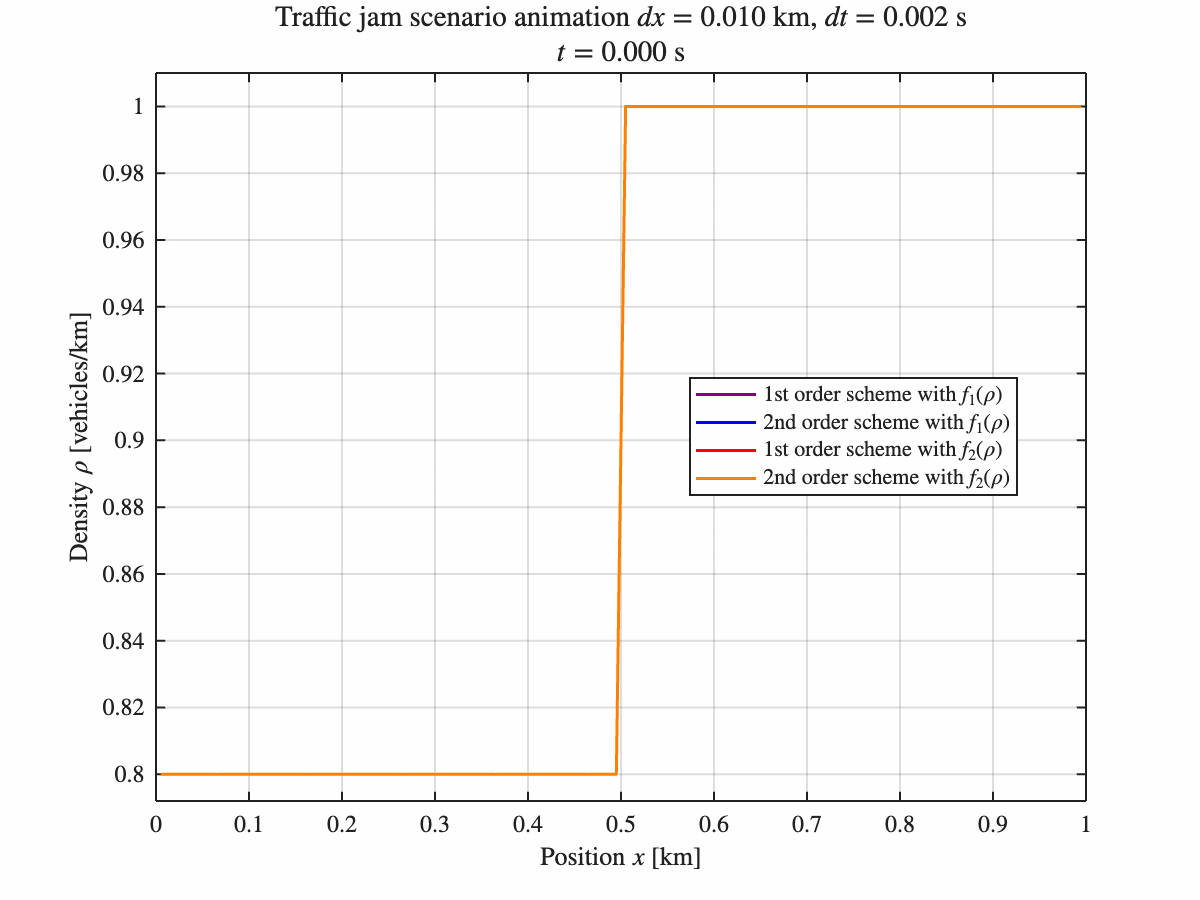 Traffic jam scenario animation dx = 0.010 km, dt = 0.002 s
t = 0.000 s
1
0.98
0.96
0.94
0.92
0.9
0.88
0.86
0.84
0.82
0.8
Density ρ [vehicles/km]
1st order scheme with f₁(ρ)
2nd order scheme with f₁(ρ)
1st order scheme with f₂(ρ)
2nd order scheme with f₂(ρ)
0 0.1 0.2 0.3 0.4 0.5 0.6 0.7 0.8 0.9 1
Position x [km]